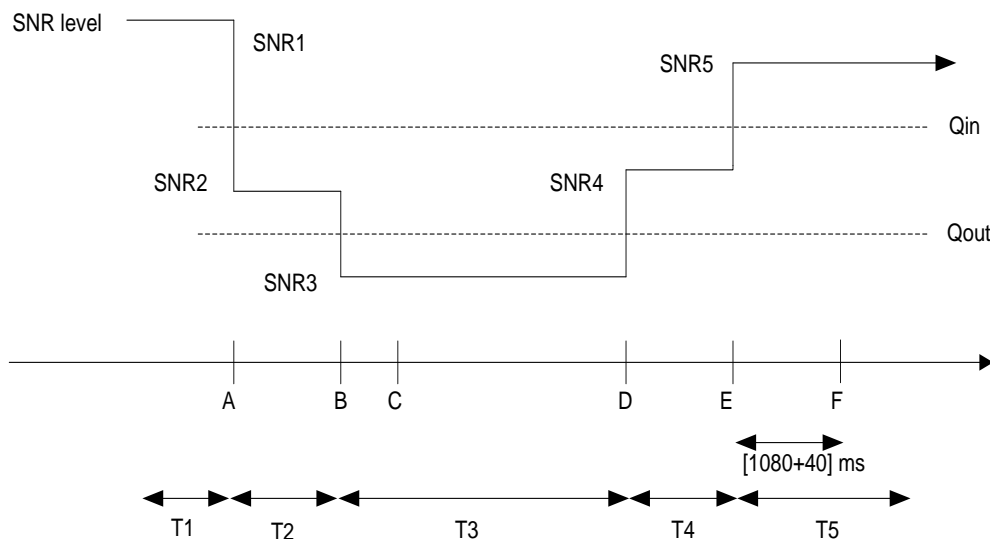 SNR level
SNR1
SNR5
Qin
SNR2
SNR4
Qout
SNR3
A B C D E F
[1080+40] ms
T1 T2 T3 T4 T5